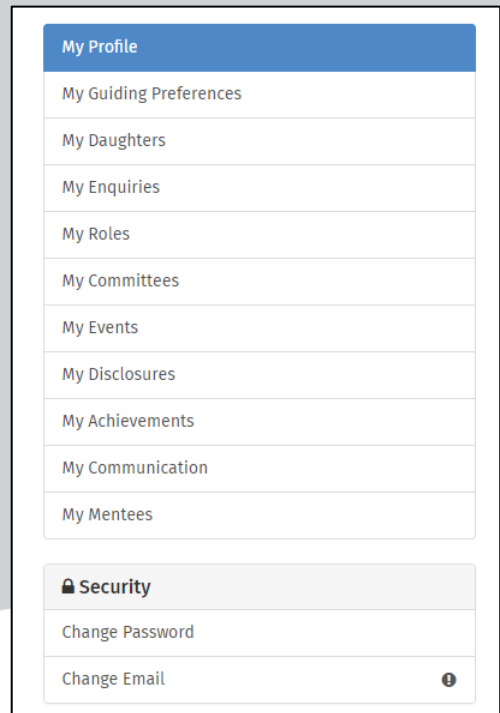 My Profile
My Guiding Preferences
My Daughters
My Enquiries
My Roles
My Committees
My Events
My Disclosures
My Achievements
My Communication
My Mentees
Security
Change Password
Change Email